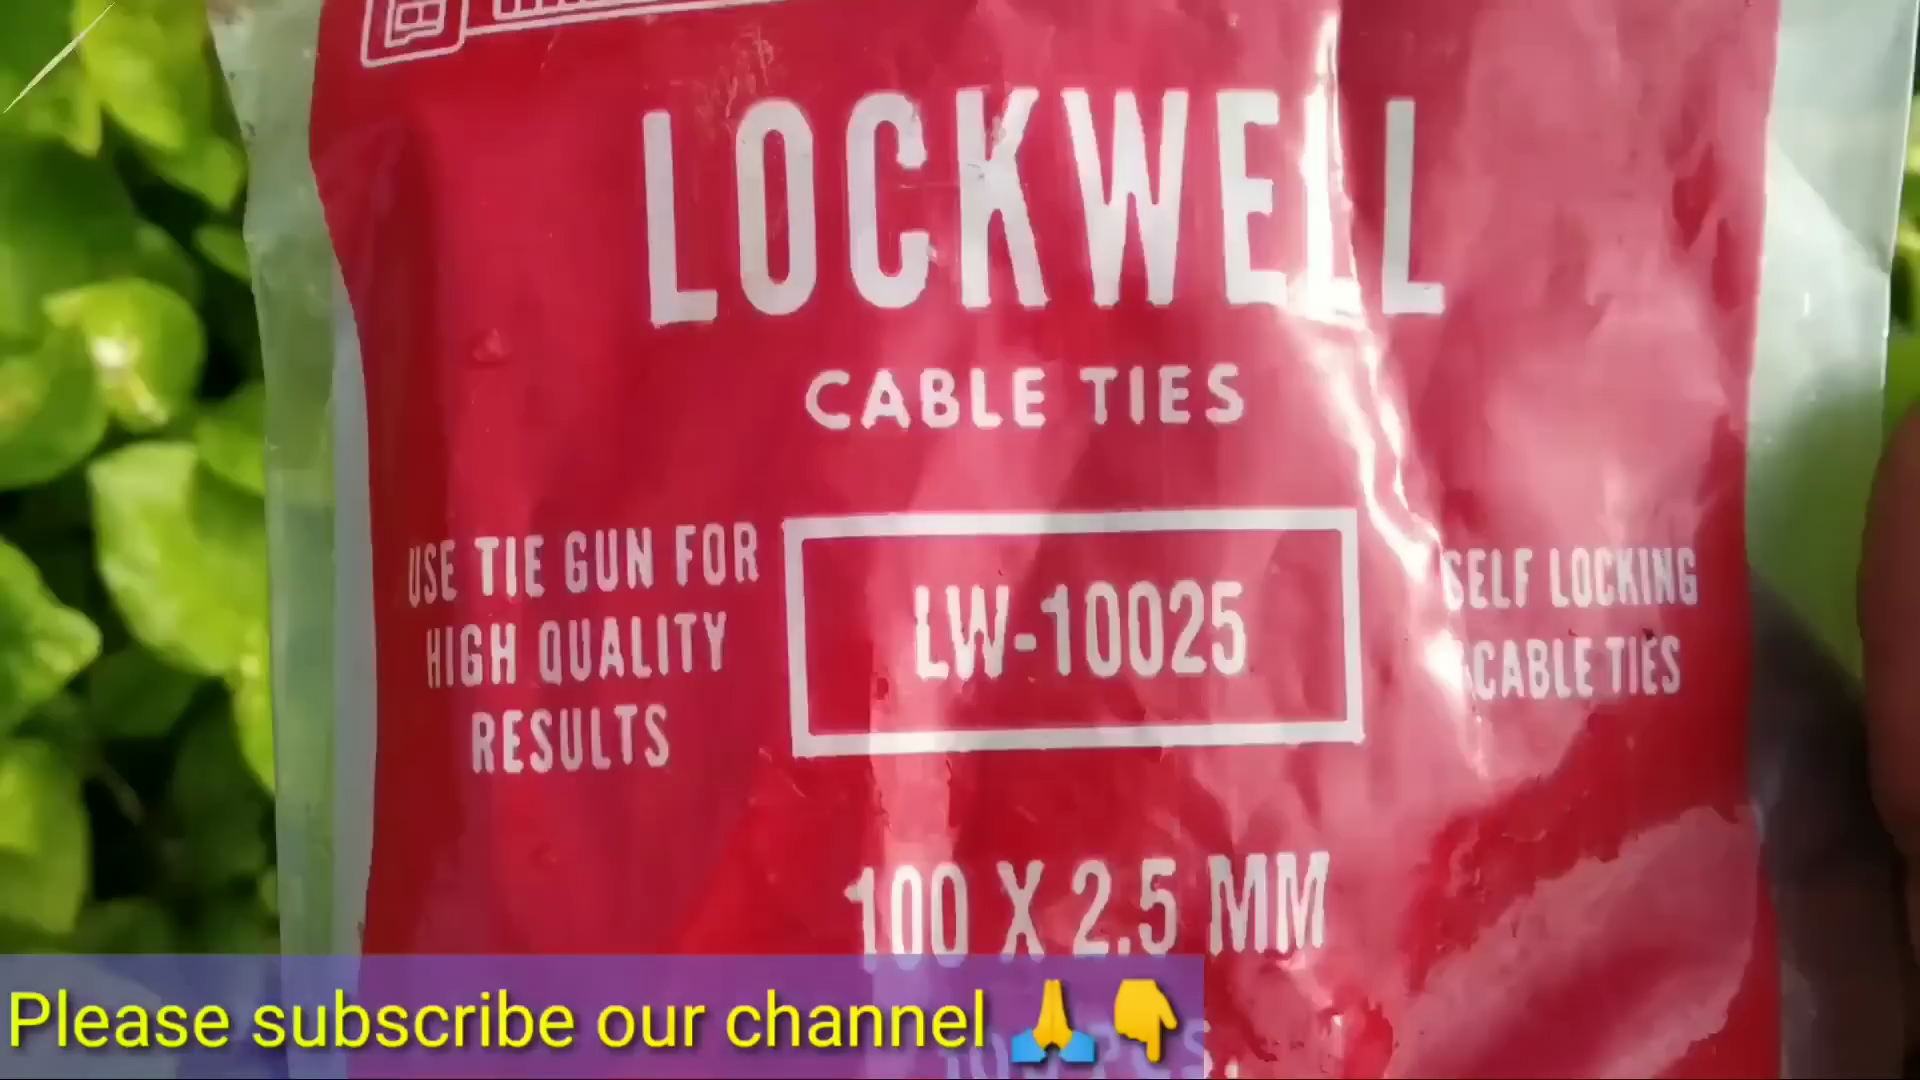 LOCKWELL
CABLE TIES
USE TIE GUN FOR
HIGH QUALITY
RESULTS
LW-10025
SELF LOCKING
CABLE TIES
100 X 2.5 MM
Please subscribe our channel 🙏👇